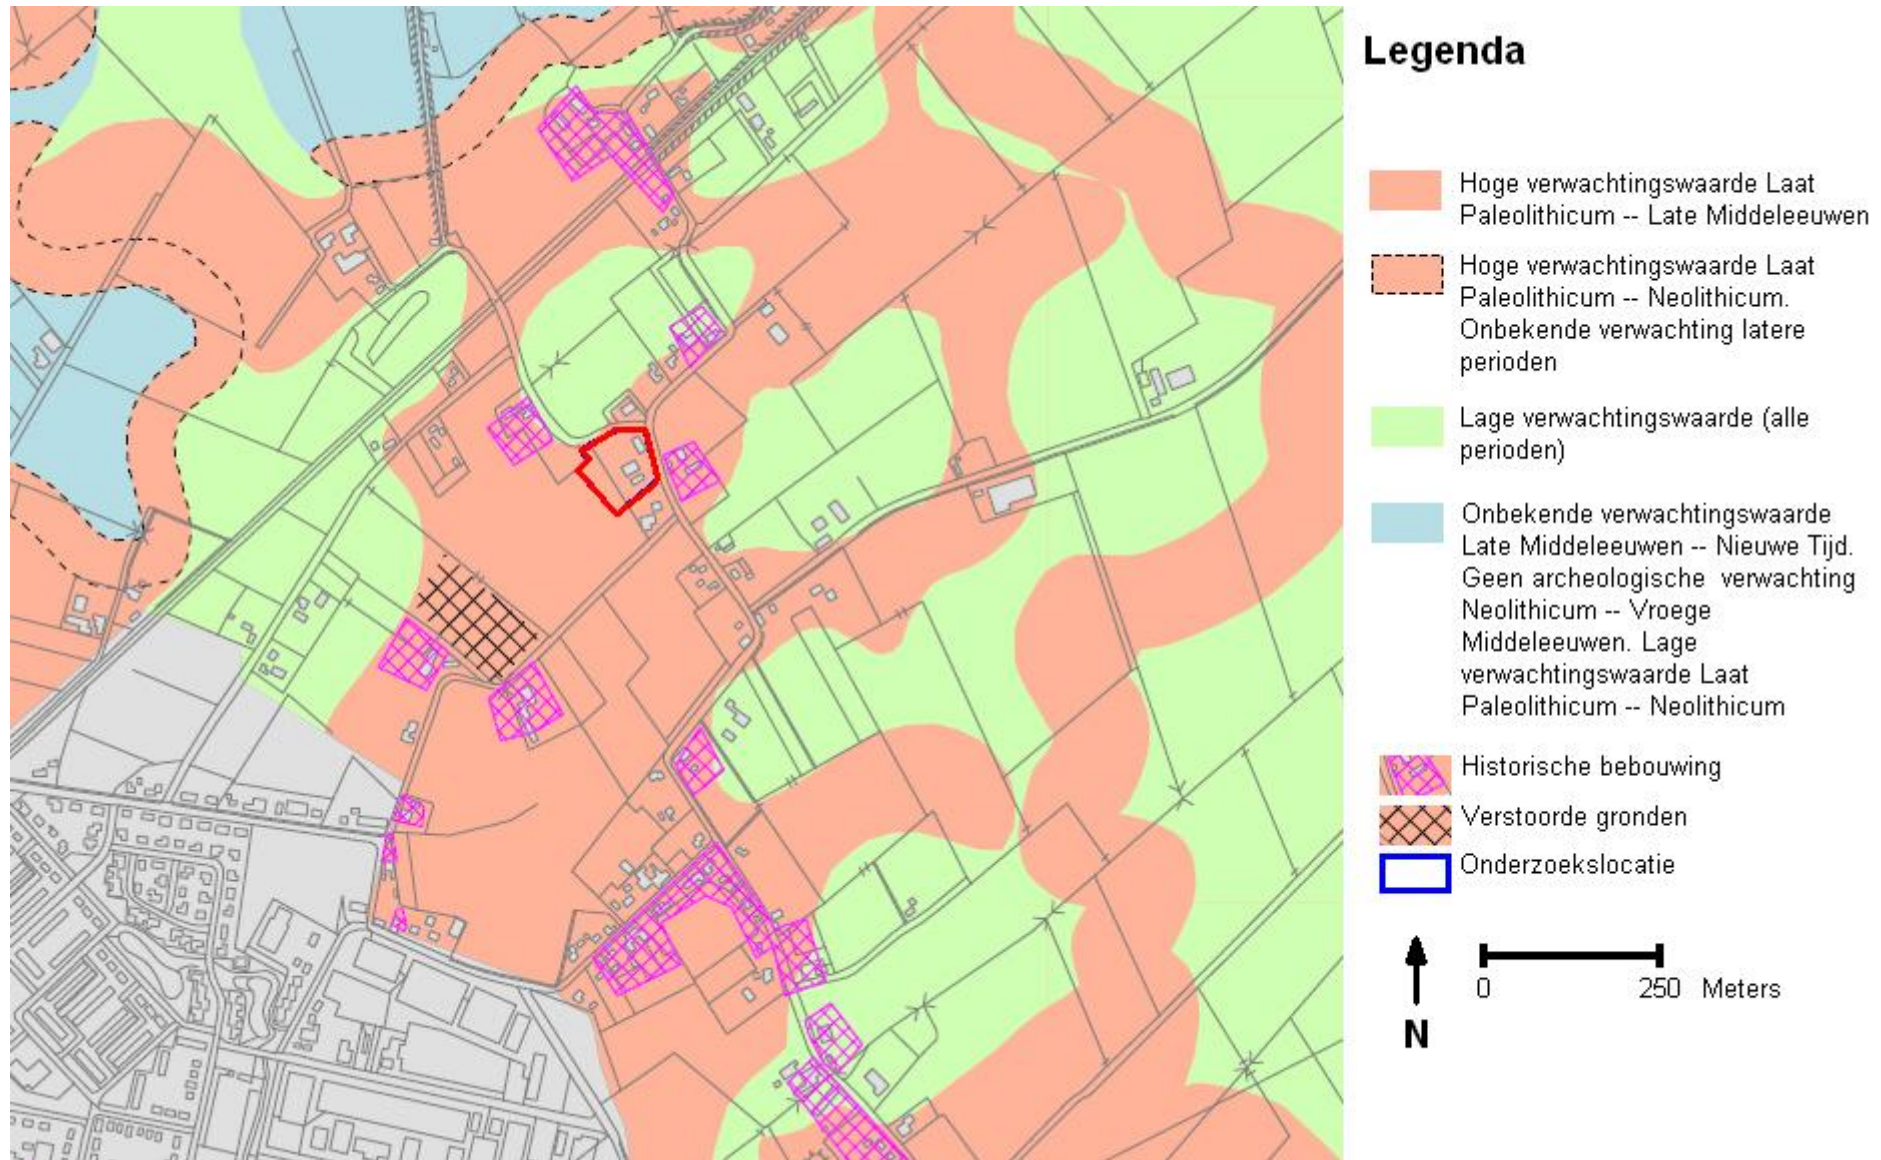 Legenda
Hoge verwachtingswaarde Laat
Paleolithicum -- Late Middeleeuwen
Hoge verwachtingswaarde Laat
Paleolithicum -- Neolithicum.
Onbekende verwachting latere
perioden
Lage verwachtingswaarde (alle
perioden)
Onbekende verwachtingswaarde
Late Middeleeuwen -- Nieuwe Tijd.
Geen archeologische verwachting
Neolithicum -- Vroege
Middeleeuwen. Lage
verwachtingswaarde Laat
Paleolithicum -- Neolithicum
Historische bebouwing
Verstoorde gronden
Onderzoekslocatie
0 250 Meters
N